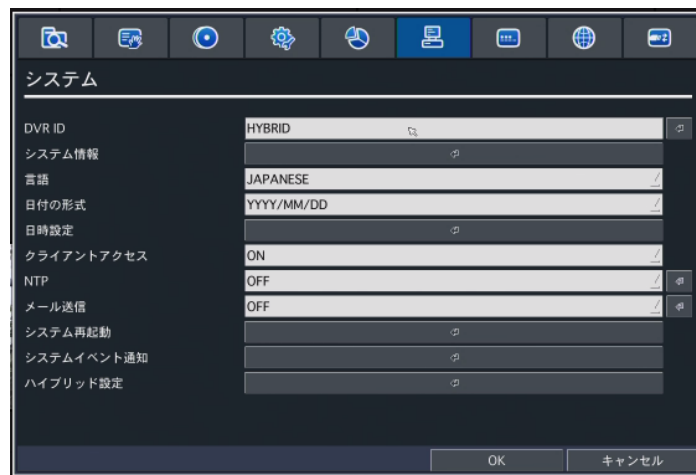 システム
DVR ID HYBRID
システム情報
言語 JAPANESE
日付の形式 YYYY/MM/DD
日時設定
クライアントアクセス ON
NTP OFF
メール送信 OFF
システム再起動
システムイベント通知
ハイブリッド設定
OK キャンセル